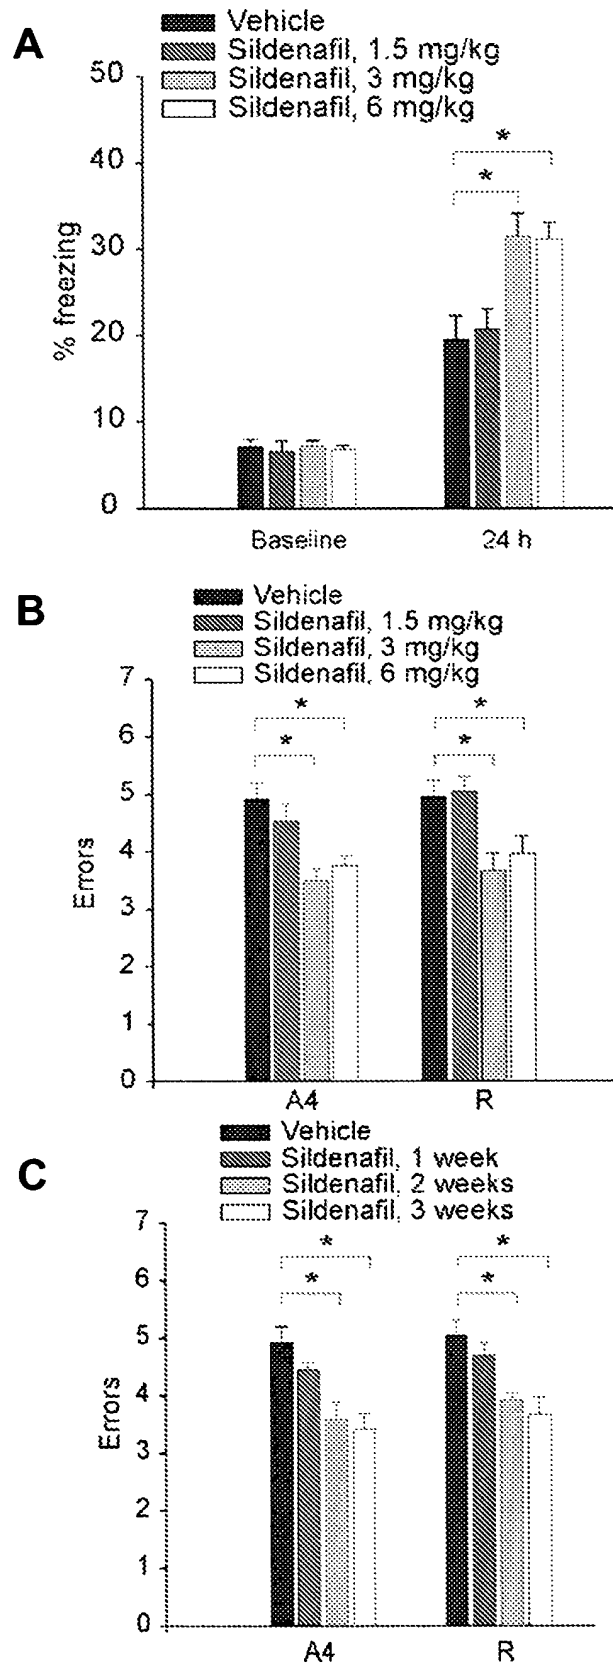 A
Vehicle
Sildenafil, 1.5 mg/kg
Sildenafil, 3 mg/kg
Sildenafil, 6 mg/kg
50
40
30
20
10
0
% freezing
*
*
Baseline
24 h
B
Vehicle
Sildenafil, 1.5 mg/kg
Sildenafil, 3 mg/kg
Sildenafil, 6 mg/kg
7
6
5
4
3
2
1
0
Errors
*
*
*
*
A4
R
C
Vehicle
Sildenafil, 1 week
Sildenafil, 2 weeks
Sildenafil, 3 weeks
7
6
5
4
3
2
1
0
Errors
*
*
*
*
A4
R